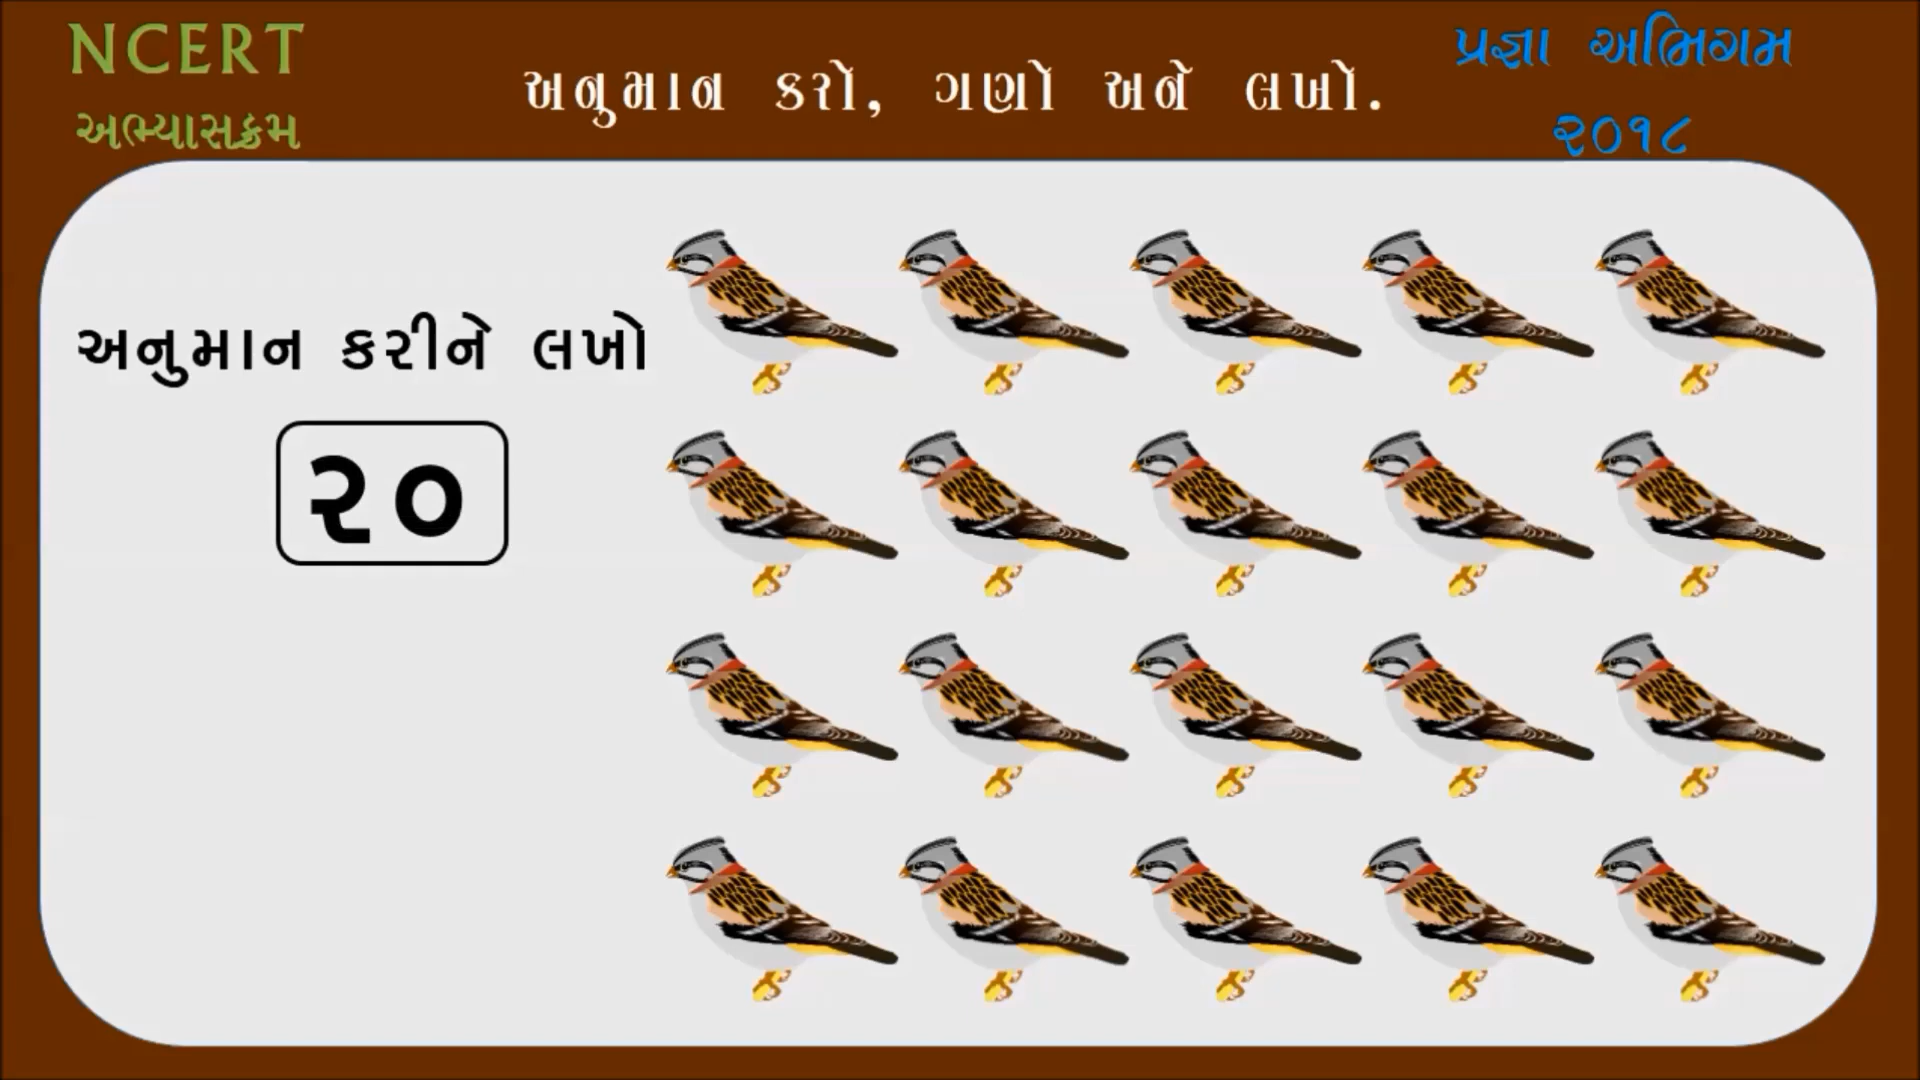 NCERT
અભ્યાસક્રમ
અનુમાન કરો, ગણો અને લખો.
પ્રજ્ઞા અભિગમ
૨૦૧૮
અનુમાન કરીને લખો
૨૦